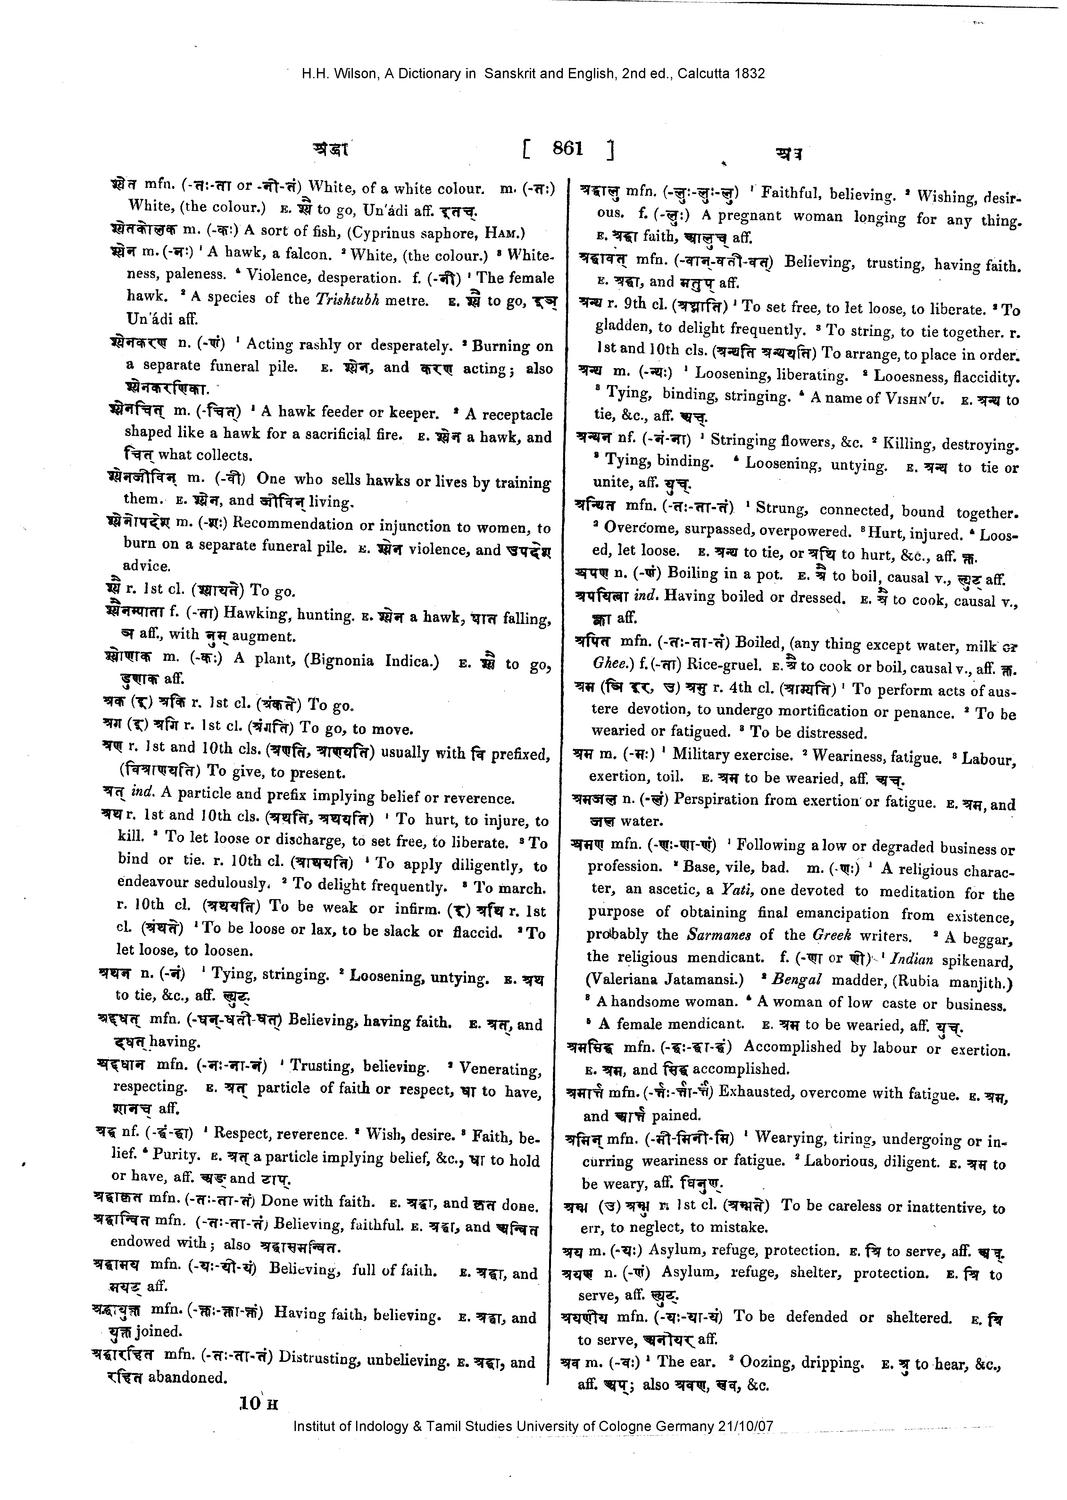 H.H. Wilson, A Dictionary in Sanskrit and English, 2nd ed., Calcutta 1832
श्रद्धा [ 861 ] श्रव
श्येत mfn. (-तः-ता or -नी-तं) White, of a white colour. m. (-तः)
White, (the colour.) E. श्यै to go, Un'ádi aff. इतच्.
श्येतकोलक m. (-कः) A sort of fish, (Cyprinus saphore, HAM.)
श्येन m. (-नः) ¹ A hawk, a falcon. ² White, (the colour.) ³ White-
ness, paleness. ⁴ Violence, desperation. f. (-नी) ¹ The female
hawk. ² A species of the Trishtubh metre. E. श्यै to go, इनञ्
Un'ádi aff.
श्येनकरण n. (-णं) ¹ Acting rashly or desperately. ² Burning on
a separate funeral pile. E. श्येन, and करण acting; also
श्येनकरणिका.
श्येनचित् m. (-चित्) ¹ A hawk feeder or keeper. ² A receptacle
shaped like a hawk for a sacrificial fire. E. श्येन a hawk, and
चित् what collects.
श्येनजीविन् m. (-वी) One who sells hawks or lives by training
them. E. श्येन, and जीविन् living.
श्येनोपदेश m. (-शः) Recommendation or injunction to women, to
burn on a separate funeral pile. E. श्येन violence, and उपदेश
advice.
श्यै r. 1st cl. (श्यायते) To go.
श्यैनम्पाता f. (-ता) Hawking, hunting. E. श्येन a hawk, पात falling,
ञ aff., with नुम् augment.
श्योणाक m. (-कः) A plant, (Bignonia Indica.) E. श्यै to go,
डुणाक aff.
श्रक (इ) श्रकि r. 1st cl. (श्रंकते) To go.
श्रग (इ) श्रगि r. 1st cl. (श्रंगति) To go, to move.
श्रण r. 1st and 10th cls. (श्रणति, श्राणयति) usually with वि prefixed,
(विश्राणयति) To give, to present.
श्रत् ind. A particle and prefix implying belief or reverence.
श्रथ r. 1st and 10th cls. (श्रथति, श्रथयति) ¹ To hurt, to injure, to
kill. ² To let loose or discharge, to set free, to liberate. ³ To
bind or tie. r. 10th cl. (श्राथयति) ¹ To apply diligently, to
endeavour sedulously. ² To delight frequently. ³ To march.
r. 10th cl. (श्रथयति) To be weak or infirm. (इ) श्रथि r. 1st
cl. (श्रंथते) ¹ To be loose or lax, to be slack or flaccid. ² To
let loose, to loosen.
श्रथन n. (-नं) ¹ Tying, stringing. ² Loosening, untying. E. श्रथ
to tie, &c., aff. ल्युट्.
श्रद्दधत् mfn. (-धन्-धती-धत्) Believing, having faith. E. श्रत्, and
दधत् having.
श्रद्दधान mfn. (-नः-ना-नं) ¹ Trusting, believing. ² Venerating,
respecting. E. श्रत् particle of faith or respect, धा to have,
शानच् aff.
श्रद्ध nf. (-द्धं-द्धा) ¹ Respect, reverence. ² Wish, desire. ³ Faith, be-
lief. ⁴ Purity. E. श्रत् a particle implying belief, &c., धा to hold
or have, aff. अङ् and टाप्.
श्रद्धाकृत mfn. (-तः-ता-तं) Done with faith. E. श्रद्धा, and कृत done.
श्रद्धान्वित mfn. (-तः-ता-तं) Believing, faithful. E. श्रद्धा, and अन्वित
endowed with; also श्रद्धासमन्वित.
श्रद्धामय mfn. (-यः-यी-यं) Believing, full of faith. E. श्रद्धा, and
मयट् aff.
श्रद्धायुक्त mfn. (-क्तः-क्ता-क्तं) Having faith, believing. E. श्रद्धा, and
युक्त joined.
श्रद्धारहित mfn. (-तः-ता-तं) Distrusting, unbelieving. E. श्रद्धा, and
रहित abandoned.
10 H
श्रद्धालु mfn. (-लुः-लुः-लु) ¹ Faithful, believing. ² Wishing, desir-
ous. f. (-लुः) A pregnant woman longing for any thing.
E. श्रद्धा faith, आलुच् aff.
श्रद्धावत् mfn. (-वान्-वती-वत्) Believing, trusting, having faith.
E. श्रद्धा, and मतुप् aff.
श्रन्थ r. 9th cl. (श्रथ्नाति) ¹ To set free, to let loose, to liberate. ² To
gladden, to delight frequently. ³ To string, to tie together. r.
1st and 10th cls. (श्रन्थति श्रन्थयति) To arrange, to place in order.
श्रन्थ m. (-न्थः) ¹ Loosening, liberating. ² Looesness, flaccidity.
³ Tying, binding, stringing. ⁴ A name of VISHN'U. E. श्रन्थ to
tie, &c., aff. अच्.
श्रन्थन nf. (-नं-ना) ¹ Stringing flowers, &c. ² Killing, destroying.
³ Tying, binding. ⁴ Loosening, untying. E. श्रन्थ to tie or
unite, aff. युच्.
श्रन्थित mfn. (-तः-ता-तं) ¹ Strung, connected, bound together.
² Overcome, surpassed, overpowered. ³ Hurt, injured. ⁴ Loos-
ed, let loose. E. श्रन्थ to tie, or श्रथि to hurt, &c., aff. क्त.
श्रपण n. (-णं) Boiling in a pot. E. श्रै to boil, causal v., ल्युट् aff.
श्रपयित्वा ind. Having boiled or dressed. E. श्रै to cook, causal v.,
क्त्वा aff.
श्रपित mfn. (-तः-ता-तं) Boiled, (any thing except water, milk or
Ghee.) f. (-ता) Rice-gruel. E. श्रै to cook or boil, causal v., aff. क्त.
श्रम (ञि इर्, उ) श्रमु r. 4th cl. (श्राम्यति) ¹ To perform acts of aus-
tere devotion, to undergo mortification or penance. ² To be
wearied or fatigued. ³ To be distressed.
श्रम m. (-मः) ¹ Military exercise. ² Weariness, fatigue. ³ Labour,
exertion, toil. E. श्रम to be wearied, aff. अच्.
श्रमजल n. (-लं) Perspiration from exertion or fatigue. E. श्रम, and
जल water.
श्रमण mfn. (-णः-णा-णं) ¹ Following a low or degraded business or
profession. ² Base, vile, bad. m. (-णः) ¹ A religious charac-
ter, an ascetic, a Yati, one devoted to meditation for the
purpose of obtaining final emancipation from existence,
probably the Sarmanes of the Greek writers. ² A beggar,
the religious mendicant. f. (-णा or णी) ¹ Indian spikenard,
(Valeriana Jatamansi.) ² Bengal madder, (Rubia manjith.)
³ A handsome woman. ⁴ A woman of low caste or business.
⁵ A female mendicant. E. श्रम to be wearied, aff. युच्.
श्रमसिद्ध mfn. (-द्धः-द्धा-द्धं) Accomplished by labour or exertion.
E. श्रम, and सिद्ध accomplished.
श्रमार्त्त mfn. (-र्त्तः-र्त्ता-र्त्तं) Exhausted, overcome with fatigue. E. श्रम,
and आर्त्त pained.
श्रमिन् mfn. (-मी-मिनी-मि) ¹ Wearying, tiring, undergoing or in-
curring weariness or fatigue. ² Laborious, diligent. E. श्रम to
be weary, aff. घिनुण्.
श्रम्भ (उ) श्रम्भु r. 1st cl. (श्रम्भते) To be careless or inattentive, to
err, to neglect, to mistake.
श्रय m. (-यः) Asylum, refuge, protection. E. श्रि to serve, aff. अच्.
श्रयण n. (-णं) Asylum, refuge, shelter, protection. E. श्रि to
serve, aff. ल्युट्.
श्रयणीय mfn. (-यः-या-यं) To be defended or sheltered. E. श्रि
to serve, अनीयर् aff.
श्रव m. (-वः) ¹ The ear. ² Oozing, dripping. E. श्रु to hear, &c.,
aff. अप्; also श्रवण, स्रव, &c.
Institut of Indology & Tamil Studies University of Cologne Germany 21/10/07